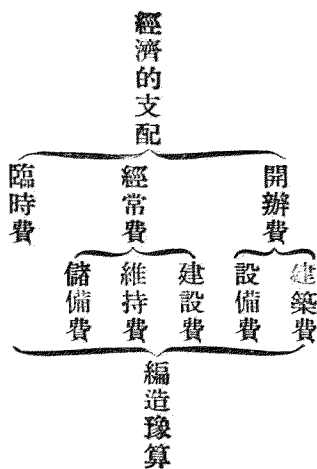 經濟的支配
開辦費
經常費
臨時費
建築費
設備費
建設費
維持費
儲備費
編造豫算